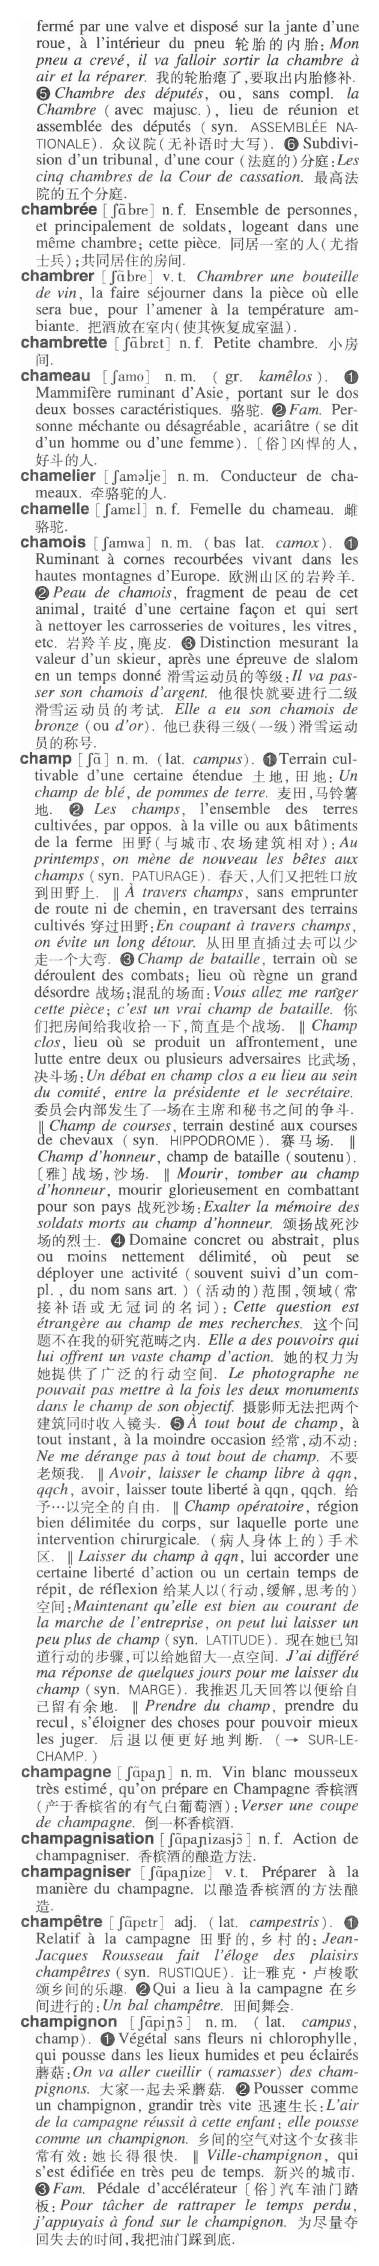 fermé par une valve et disposé sur la jante d'une
roue, à l'intérieur du pneu 轮胎的内胎: Mon
pneu a crevé, il va falloir sortir la chambre à
air et la réparer. 我的轮胎瘪了,要取出内胎修补.
❺ Chambre des députés, ou, sans compl. la
Chambre (avec majusc.), lieu de réunion et
assemblée des députés (syn. ASSEMBLÉE NA-
TIONALE). 众议院(无补语时大写). ❻ Subdivi-
sion d'un tribunal, d'une cour (法庭的)分庭:Les
cinq chambres de la Cour de cassation. 最高法
院的五个分庭.
chambrée [ʃɑ̃bre] n. f. Ensemble de personnes,
et principalement de soldats, logeant dans une
même chambre; cette pièce. 同居一室的人(尤指
士兵);共同居住的房间.
chambrer [ʃɑ̃bre] v. t. Chambrer une bouteille
de vin, la faire séjourner dans la pièce où elle
sera bue, pour l'amener à la température am-
biante. 把酒放在室内(使其恢复成室温).
chambrette [ʃɑ̃brɛt] n. f. Petite chambre. 小房
间.
chameau [ʃamo] n. m. (gr. kamêlos). ❶
Mammifère ruminant d'Asie, portant sur le dos
deux bosses caractéristiques. 骆驼. ❷ Fam. Per-
sonne méchante ou désagréable, acariâtre (se dit
d'un homme ou d'une femme). 〔俗〕凶悍的人,
好斗的人.
chamelier [ʃaməlje] n. m. Conducteur de cha-
meaux. 牵骆驼的人.
chamelle [ʃamɛl] n. f. Femelle du chameau. 雌
骆驼.
chamois [ʃamwa] n. m. (bas lat. camox). ❶
Ruminant à cornes recourbées vivant dans les
hautes montagnes d'Europe. 欧洲山区的岩羚羊.
❷ Peau de chamois, fragment de peau de cet
animal, traité d'une certaine façon et qui sert
à nettoyer les carrosseries de voitures, les vitres,
etc. 岩羚羊皮,麂皮. ❸ Distinction mesurant la
valeur d'un skieur, après une épreuve de slalom
en un temps donné 滑雪运动员的等级:Il va pas-
ser son chamois d'argent. 他很快就要进行二级
滑雪运动员的考试. Elle a eu son chamois de
bronze (ou d'or). 他已获得三级(一级)滑雪运动
员的称号.
champ [ʃɑ̃] n. m. (lat. campus). ❶ Terrain cul-
tivable d'une certaine étendue 土地,田地: Un
champ de blé, de pommes de terre. 麦田,马铃薯
地. ❷ Les champs, l'ensemble des terres
cultivées, par oppos. à la ville ou aux bâtiments
de la ferme 田野(与城市、农场建筑相对): Au
printemps, on mène de nouveau les bêtes aux
champs (syn. PATURAGE). 春天,人们又把牲口放
到田野上. ‖ À travers champs, sans emprunter
de route ni de chemin, en traversant des terrains
cultivés 穿过田野:En coupant à travers champs,
on évite un long détour. 从田里直插过去可以少
走一个大弯. ❸ Champ de bataille, terrain où se
déroulent des combats; lieu où règne un grand
désordre 战场;混乱的场面:Vous allez me ranger
cette pièce; c'est un vrai champ de bataille. 你
们把房间给我收拾一下,简直是个战场. ‖ Champ
clos, lieu où se produit un affrontement, une
lutte entre deux ou plusieurs adversaires 比武场,
决斗场:Un débat en champ clos a eu lieu au sein
du comité, entre la présidente et le secrétaire.
委员会内部发生了一场在主席和秘书之间的争斗.
‖ Champ de courses, terrain destiné aux courses
de chevaux (syn. HIPPODROME). 赛马场. ‖
Champ d'honneur, champ de bataille (soutenu).
〔雅〕战场,沙场. ‖ Mourir, tomber au champ
d'honneur, mourir glorieusement en combattant
pour son pays 战死沙场:Exalter la mémoire des
soldats morts au champ d'honneur. 颂扬战死沙
场的烈士. ❹ Domaine concret ou abstrait, plus
ou moins nettement délimité, où peut se
déployer une activité (souvent suivi d'un com-
pl., du nom sans art.) (活动的)范围,领域(常
接补语或无冠词的名词): Cette question est
étrangère au champ de mes recherches. 这个问
题不在我的研究范畴之内. Elle a des pouvoirs qui
lui offrent un vaste champ d'action. 她的权力为
她提供了广泛的行动空间. Le photographe ne
pouvait pas mettre à la fois les deux monuments
dans le champ de son objectif. 摄影师无法把两个
建筑同时收入镜头. ❺ À tout bout de champ, à
tout instant, à la moindre occasion 经常,动不动:
Ne me dérange pas à tout bout de champ. 不要
老烦我. ‖ Avoir, laisser le champ libre à qqn,
qqch, avoir, laisser toute liberté à qqn, qqch. 给
予…以完全的自由. ‖ Champ opératoire, région
bien délimitée du corps, sur laquelle porte une
intervention chirurgicale. (病人身体上的)手术
区. ‖ Laisser du champ à qqn, lui accorder une
certaine liberté d'action ou un certain temps de
répit, de réflexion 给某人以(行动,缓解,思考的)
空间:Maintenant qu'elle est bien au courant de
la marche de l'entreprise, on peut lui laisser un
peu plus de champ (syn. LATITUDE). 现在她已知
道行动的步骤,可以给她留大一点空间. J'ai différé
ma réponse de quelques jours pour me laisser du
champ (syn. MARGE). 我推迟几天回答以便给自
己留有余地. ‖ Prendre du champ, prendre du
recul, s'éloigner des choses pour pouvoir mieux
les juger. 后退以便更好地判断. (→ SUR-LE-
CHAMP.)
champagne [ʃɑ̃paɲ] n. m. Vin blanc mousseux
très estimé, qu'on prépare en Champagne 香槟酒
(产于香槟省的有气白葡萄酒):Verser une coupe
de champagne. 倒一杯香槟酒.
champagnisation [ʃɑ̃paɲizasjɔ̃] n. f. Action de
champagniser. 香槟酒的酿造方法.
champagniser [ʃɑ̃paɲize] v. t. Préparer à la
manière du champagne. 以酿造香槟酒的方法酿
造.
champêtre [ʃɑ̃pɛtr] adj. (lat. campestris). ❶
Relatif à la campagne 田野的,乡村的: Jean-
Jacques Rousseau fait l'éloge des plaisirs
champêtres (syn. RUSTIQUE). 让-雅克·卢梭歌
颂乡间的乐趣. ❷ Qui a lieu à la campagne 在乡
间进行的:Un bal champêtre. 田间舞会.
champignon [ʃɑ̃piɲɔ̃] n. m. (lat. campus,
champ). ❶ Végétal sans fleurs ni chlorophylle,
qui pousse dans les lieux humides et peu éclairés
蘑菇:On va aller cueillir (ramasser) des cham-
pignons. 大家一起去采蘑菇. ❷ Pousser comme
un champignon, grandir très vite 迅速生长:L'air
de la campagne réussit à cette enfant; elle pousse
comme un champignon. 乡间的空气对这个女孩非
常有效:她长得很快. ‖ Ville-champignon, qui
s'est édifiée en très peu de temps. 新兴的城市.
❸ Fam. Pédale d'accélérateur〔俗〕汽车油门踏
板: Pour tâcher de rattraper le temps perdu,
j'appuyais à fond sur le champignon. 为尽量夺
回失去的时间,我把油门踩到底.